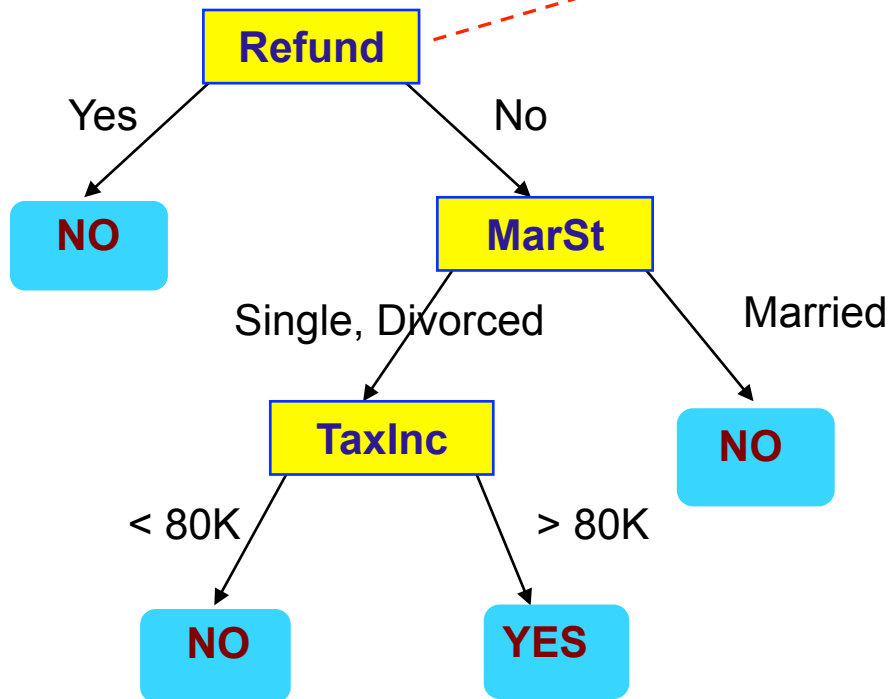 Refund
Yes
No
NO
MarSt
Single, Divorced
Married
TaxInc
NO
< 80K
> 80K
NO
YES